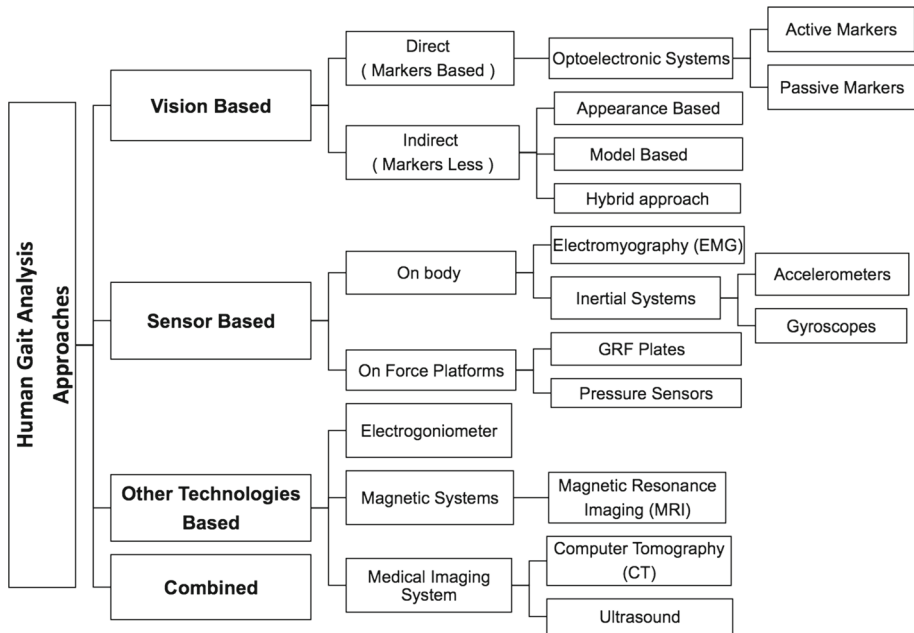 Human Gait Analysis
Approaches
Vision Based
Direct
( Markers Based )
Optoelectronic Systems
Active Markers
Passive Markers
Indirect
( Markers Less )
Appearance Based
Model Based
Hybrid approach
Sensor Based
On body
Electromyography (EMG)
Inertial Systems
Accelerometers
Gyroscopes
On Force Platforms
GRF Plates
Pressure Sensors
Other Technologies
Based
Electrogoniometer
Magnetic Systems
Magnetic Resonance
Imaging (MRI)
Medical Imaging
System
Computer Tomography
(CT)
Ultrasound
Combined